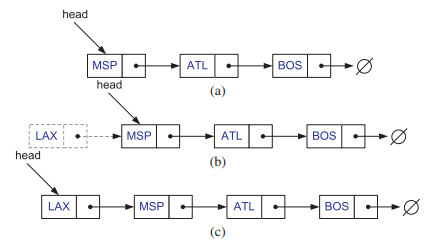 head
MSP ATL BOS ∅
(a)
head
LAX MSP ATL BOS ∅
(b)
head
LAX MSP ATL BOS ∅
(c)